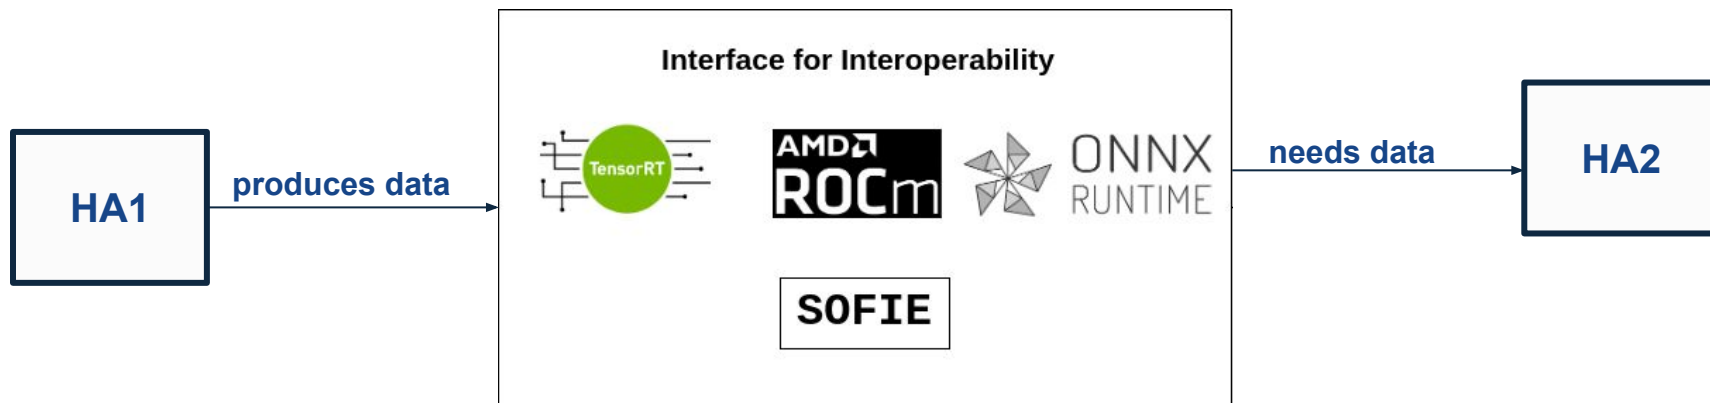 Interface for Interoperability
HA1
produces data
TensorRT
AMD
ROCm
ONNX
RUNTIME
needs data
HA2
SOFIE